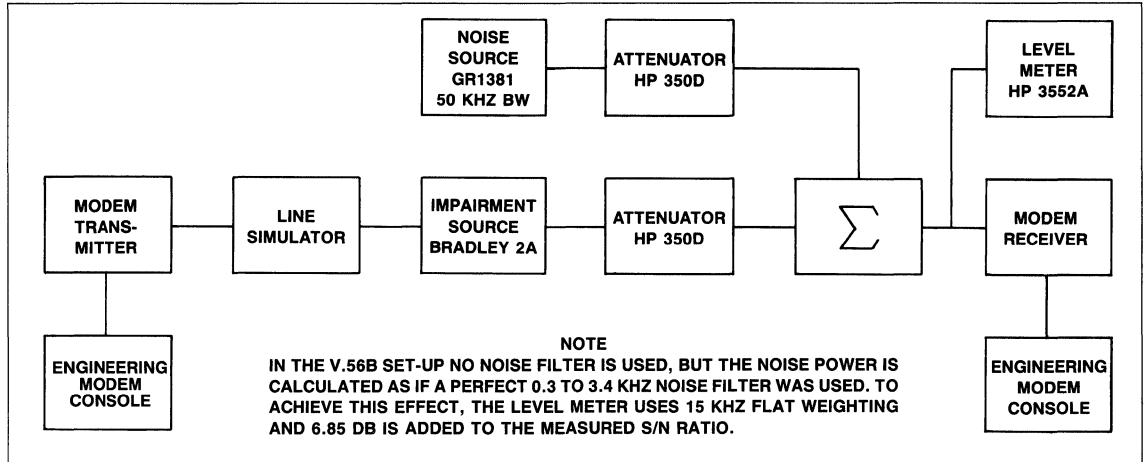 NOISE
SOURCE
GR1381
50 KHZ BW
ATTENUATOR
HP 350D
LEVEL
METER
HP 3552A
MODEM
TRANS-
MITTER
LINE
SIMULATOR
IMPAIRMENT
SOURCE
BRADLEY 2A
ATTENUATOR
HP 350D
Σ
MODEM
RECEIVER
ENGINEERING
MODEM
CONSOLE
NOTE
IN THE V.56B SET-UP NO NOISE FILTER IS USED, BUT THE NOISE POWER IS
CALCULATED AS IF A PERFECT 0.3 TO 3.4 KHZ NOISE FILTER WAS USED. TO
ACHIEVE THIS EFFECT, THE LEVEL METER USES 15 KHZ FLAT WEIGHTING
AND 6.85 DB IS ADDED TO THE MEASURED S/N RATIO.
ENGINEERING
MODEM
CONSOLE